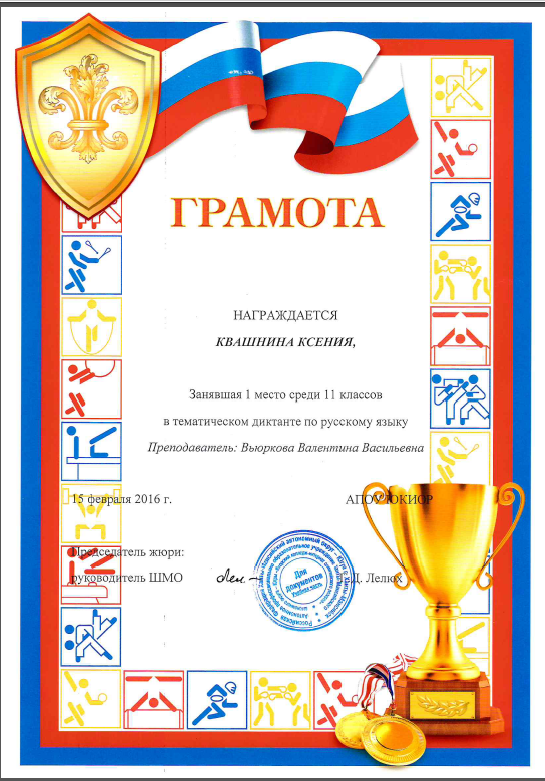 ГРАМОТА
НАГРАЖДАЕТСЯ
КВАШНИНА КСЕНИЯ,
Занявшая 1 место среди 11 классов
в тематическом диктанте по русскому языку
Преподаватель: Вьюркова Валентина Васильевна
15 февраля 2016 г. АПОУ ЮКИОР
Председатель жюри:
руководитель ШМО Д. Лелюх
Для
документов